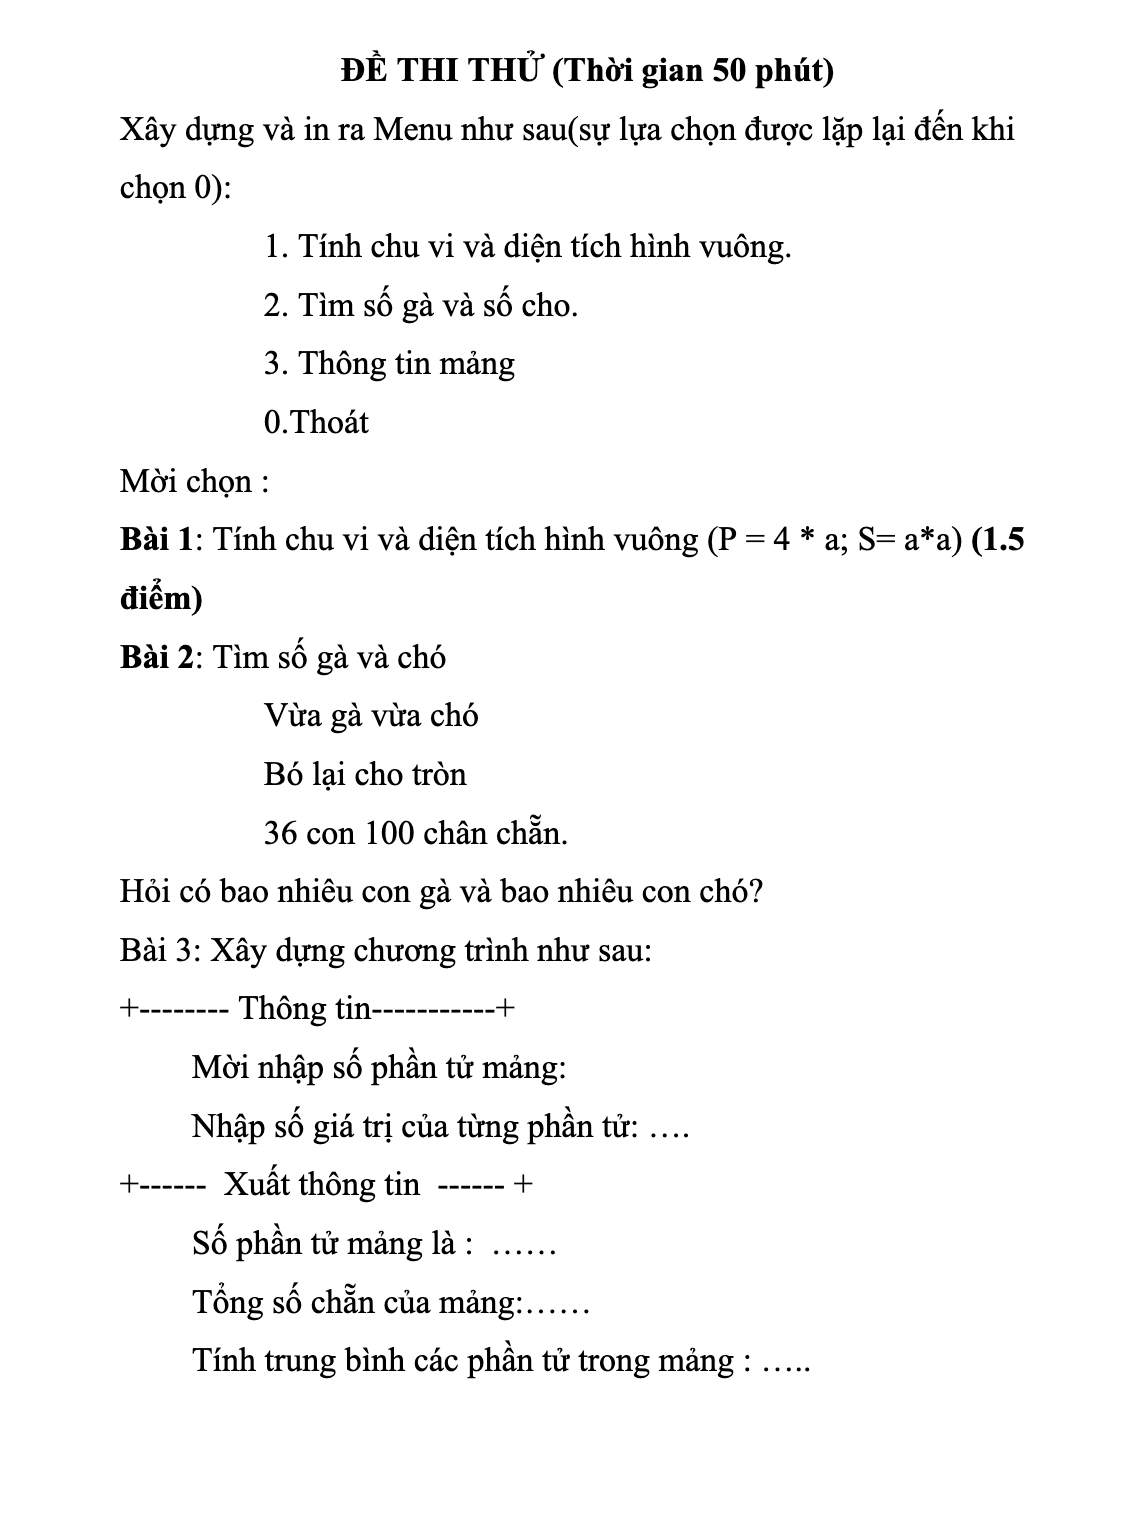 ĐỀ THI THỬ (Thời gian 50 phút)
Xây dựng và in ra Menu như sau(sự lựa chọn được lặp lại đến khi
chọn 0):
1. Tính chu vi và diện tích hình vuông.
2. Tìm số gà và số cho.
3. Thông tin mảng
0.Thoát
Mời chọn :
Bài 1: Tính chu vi và diện tích hình vuông (P = 4 * a; S= a*a) (1.5
điểm)
Bài 2: Tìm số gà và chó
Vừa gà vừa chó
Bó lại cho tròn
36 con 100 chân chẵn.
Hỏi có bao nhiêu con gà và bao nhiêu con chó?
Bài 3: Xây dựng chương trình như sau:
+-------- Thông tin-----------+
Mời nhập số phần tử mảng:
Nhập số giá trị của từng phần tử: ….
+------ Xuất thông tin ------ +
Số phần tử mảng là : ……
Tổng số chẵn của mảng:……
Tính trung bình các phần tử trong mảng : …..